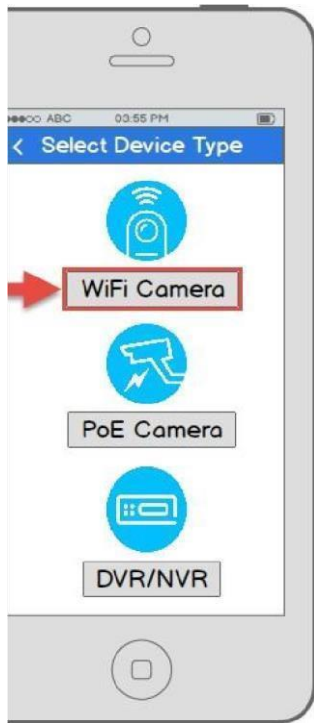 ABC 03:55 PM
< Select Device Type
WiFi Camera
PoE Camera
DVR/NVR